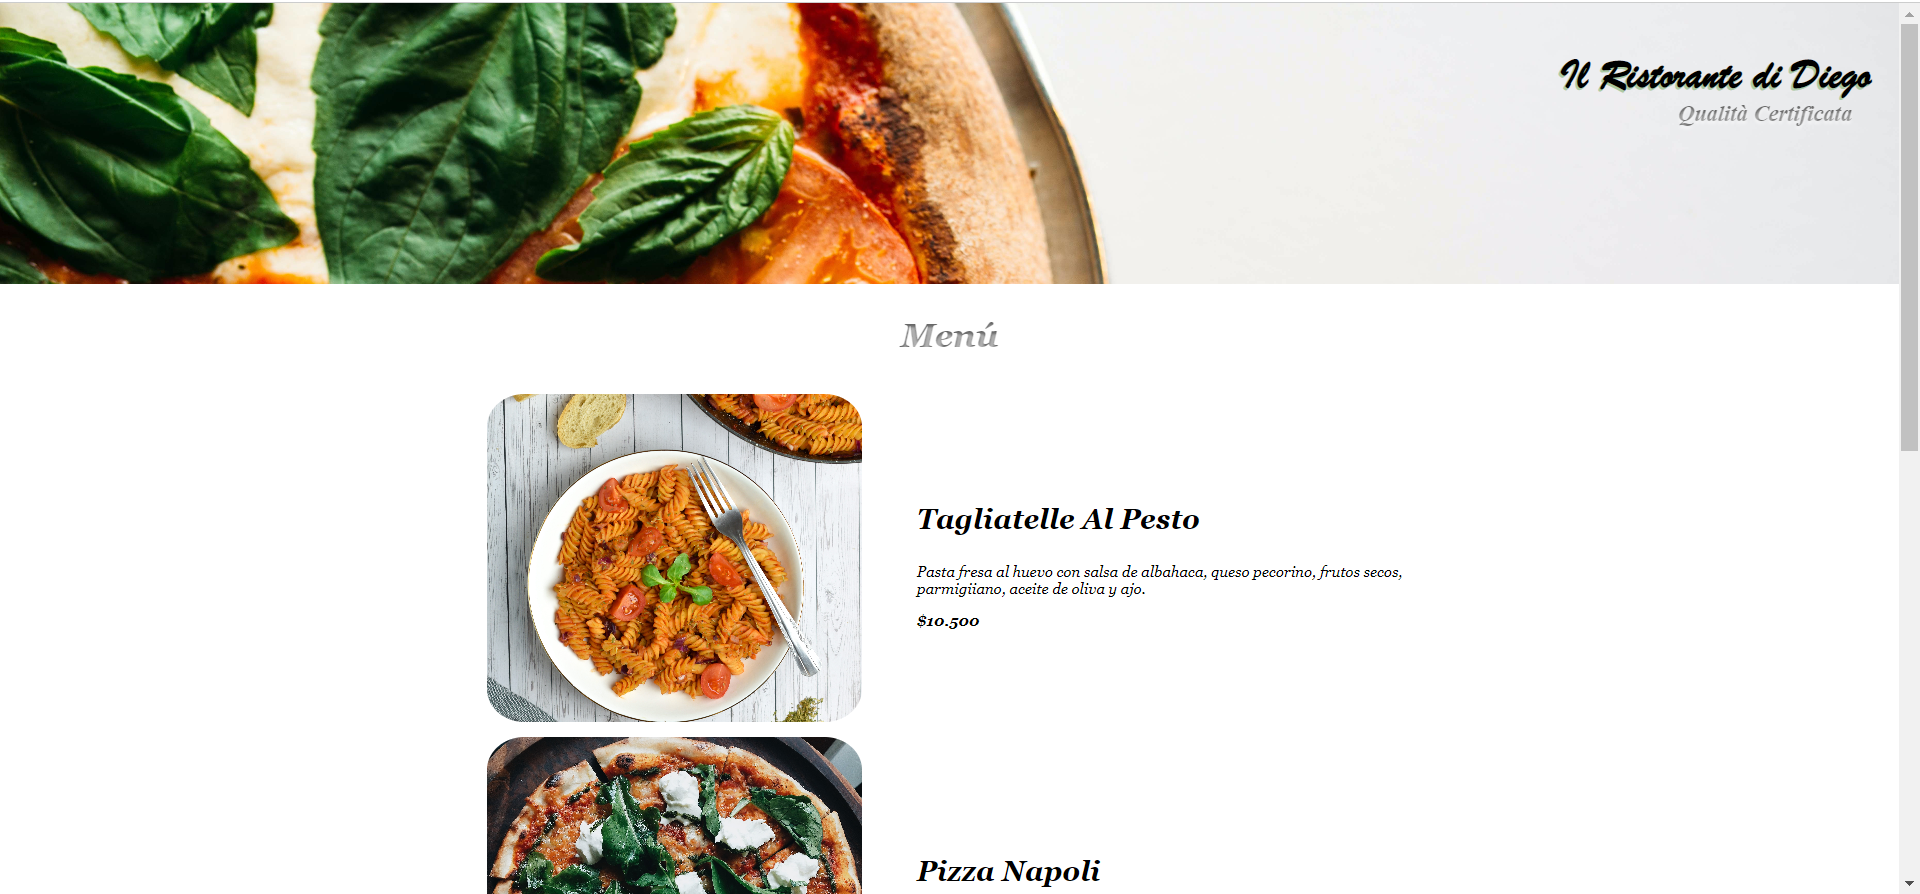 Il Ristorante di Diego
Qualità Certificata
Menú
Tagliatelle Al Pesto
Pasta fresa al huevo con salsa de albahaca, queso pecorino, frutos secos,
parmigiiano, aceite de oliva y ajo.
$10.500
Pizza Napoli